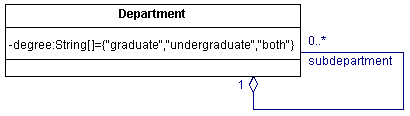 Department
-degree:String[]={"graduate","undergraduate","both"}
0..*
subdepartment
1